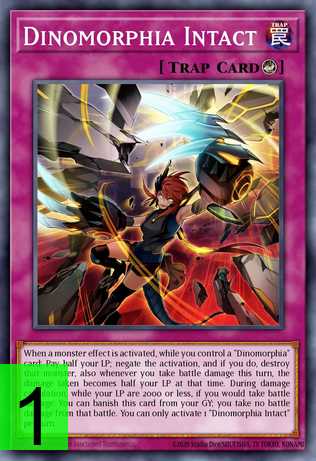 DINOMORPHIA INTACT
TRAP
罠
[TRAP CARD]
When a monster effect is activated, while you control a "Dinomorphia"
card: Pay half your LP; negate the activation, and if you do, destroy
that monster, also whenever you take battle damage this turn, the
damage taken becomes half your LP at that time. During damage
calculation, while your LP are 2000 or less, if you would take battle
damage: You can banish this card from your GY; you take no battle
damage from that battle. You can only activate 1 "Dinomorphia Intact"
per turn.
1
©2020 Studio Dice/SHUEISHA, TV TOKYO, KONAMI